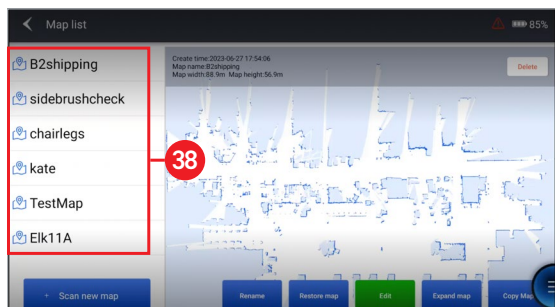 Map list
85%
B2shipping
sidebrushcheck
chairlegs
kate
TestMap
Elk11A
+ Scan new map
38
Create time:2023-06-27 17:54:06
Map name:B2shipping
Map width:88.9m Map height:56.9m
Delete
Rename
Restore map
Edit
Expand map
Copy Map